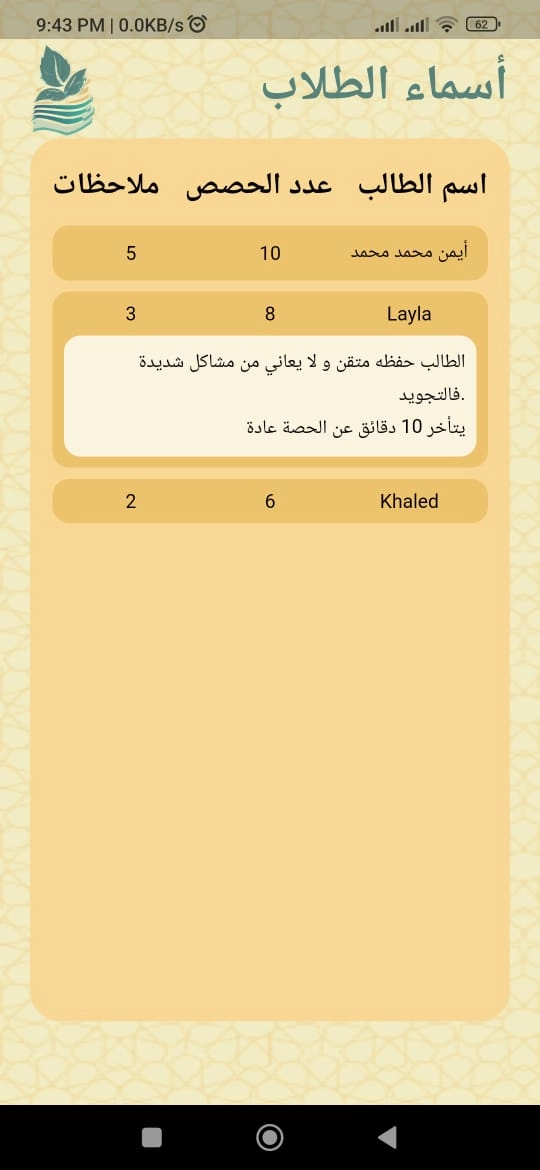 9:43 PM | 0.0KB/s 62
أسماء الطلاب
اسم الطالب عدد الحصص ملاحظات
أيمن محمد محمد 10 5
Layla 8 3
الطالب حفظه متقن و لا يعاني من مشاكل شديدة
فالتجويد.
يتأخر 10 دقائق عن الحصة عادة
Khaled 6 2